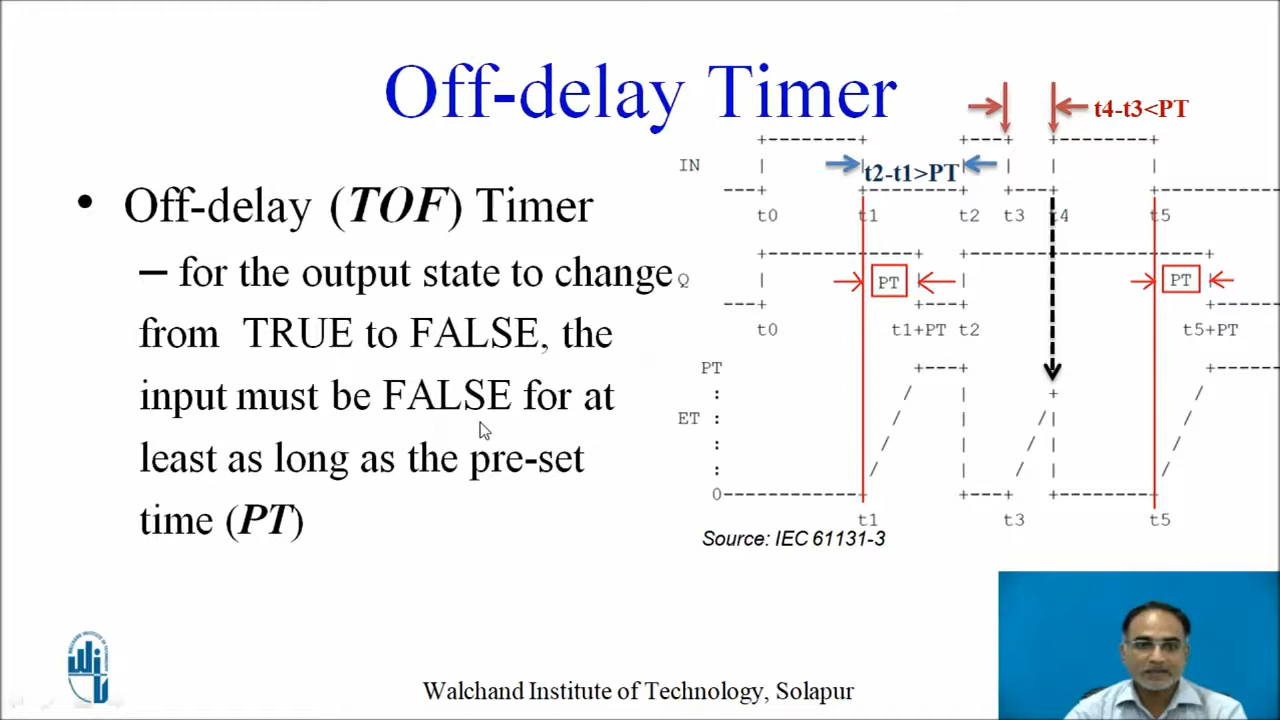 Off-delay Timer
• Off-delay (TOF) Timer
– for the output state to change
from TRUE to FALSE, the
input must be FALSE for at
least as long as the pre-set
time (PT)
t4-t3<PT
IN
t2-t1>PT
t0 t1 t2 t3 t4 t5
Q
PT PT
t0 t1+PT t2 t5+PT
PT
ET
0
t1 t3 t5
Source: IEC 61131-3
Walchand Institute of Technology, Solapur